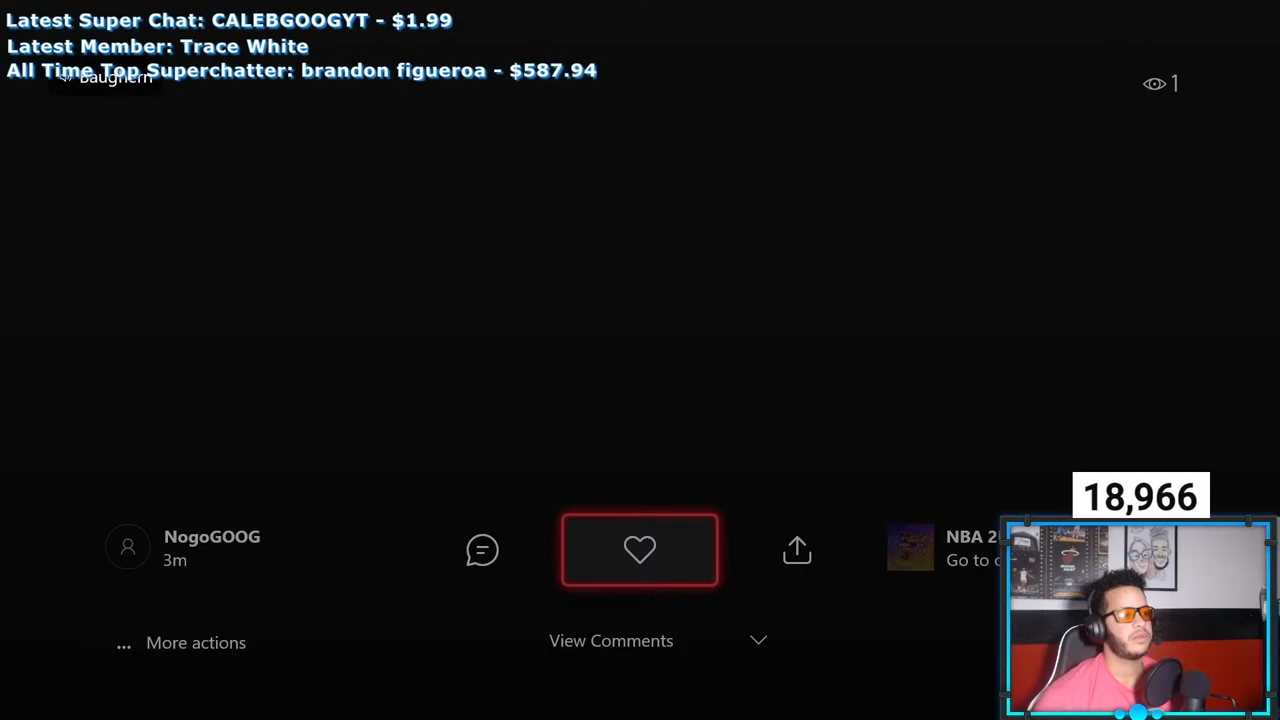 Latest Super Chat: CALEBGOOGYT - $1.99
Latest Member: Trace White
All Time Top Superchatter: brandon figueroa - $587.94
Baughern
1
18,966
NogoGOOG
3m
NBA 2
Go to
... More actions
View Comments